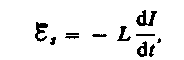 ℰₛ = − L dI/dt,